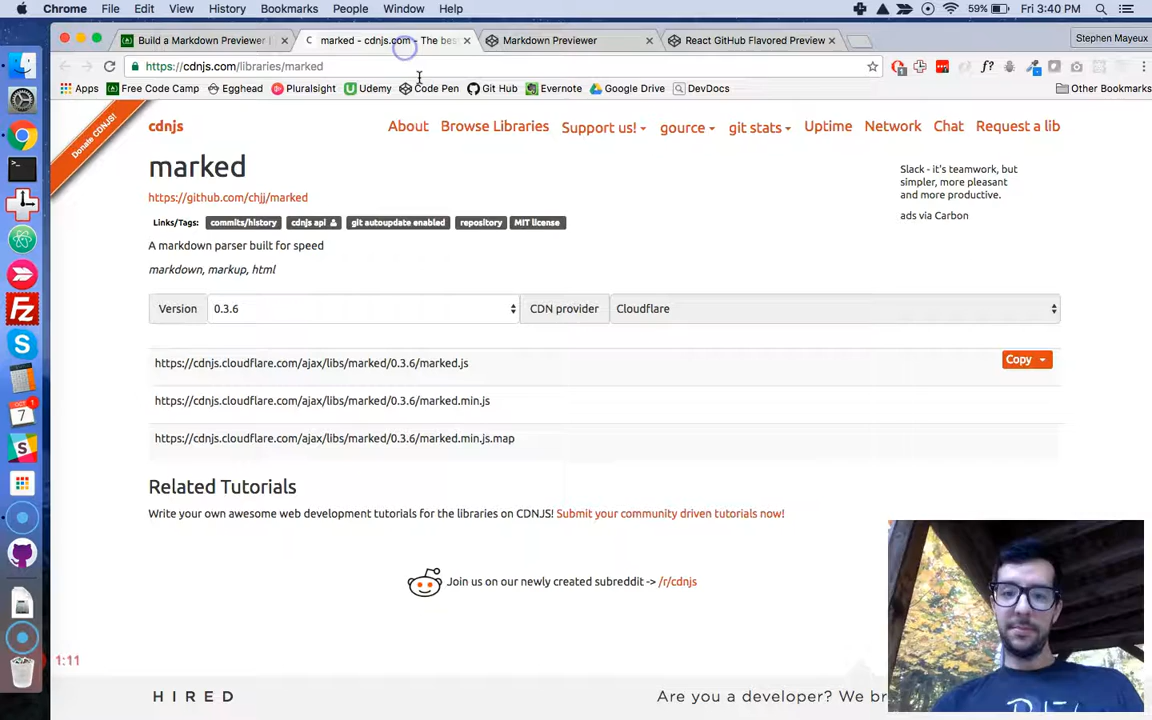 Chrome File Edit View History Bookmarks People Window Help 59% Fri 3:40 PM
Build a Markdown Previewer marked - cdnjs.com - The bes Markdown Previewer React GitHub Flavored Preview Stephen Mayeux
https://cdnjs.com/libraries/marked
Apps Free Code Camp Egghead Pluralsight Udemy Code Pen Git Hub Evernote Google Drive DevDocs Other Bookmarks
Donate CDNJS!
cdnjs About Browse Libraries Support us! gource git stats Uptime Network Chat Request a lib
marked
https://github.com/chjj/marked
Links/Tags: commits/history cdnjs api git autoupdate enabled repository MIT license
A markdown parser built for speed
markdown, markup, html
Slack - it's teamwork, but
simpler, more pleasant
and more productive.
ads via Carbon
Version 0.3.6 CDN provider Cloudflare
https://cdnjs.cloudflare.com/ajax/libs/marked/0.3.6/marked.js Copy
https://cdnjs.cloudflare.com/ajax/libs/marked/0.3.6/marked.min.js
https://cdnjs.cloudflare.com/ajax/libs/marked/0.3.6/marked.min.js.map
Related Tutorials
Write your own awesome web development tutorials for the libraries on CDNJS! Submit your community driven tutorials now!
Join us on our newly created subreddit -> /r/cdnjs
1:11
HIRED Are you a developer? We br